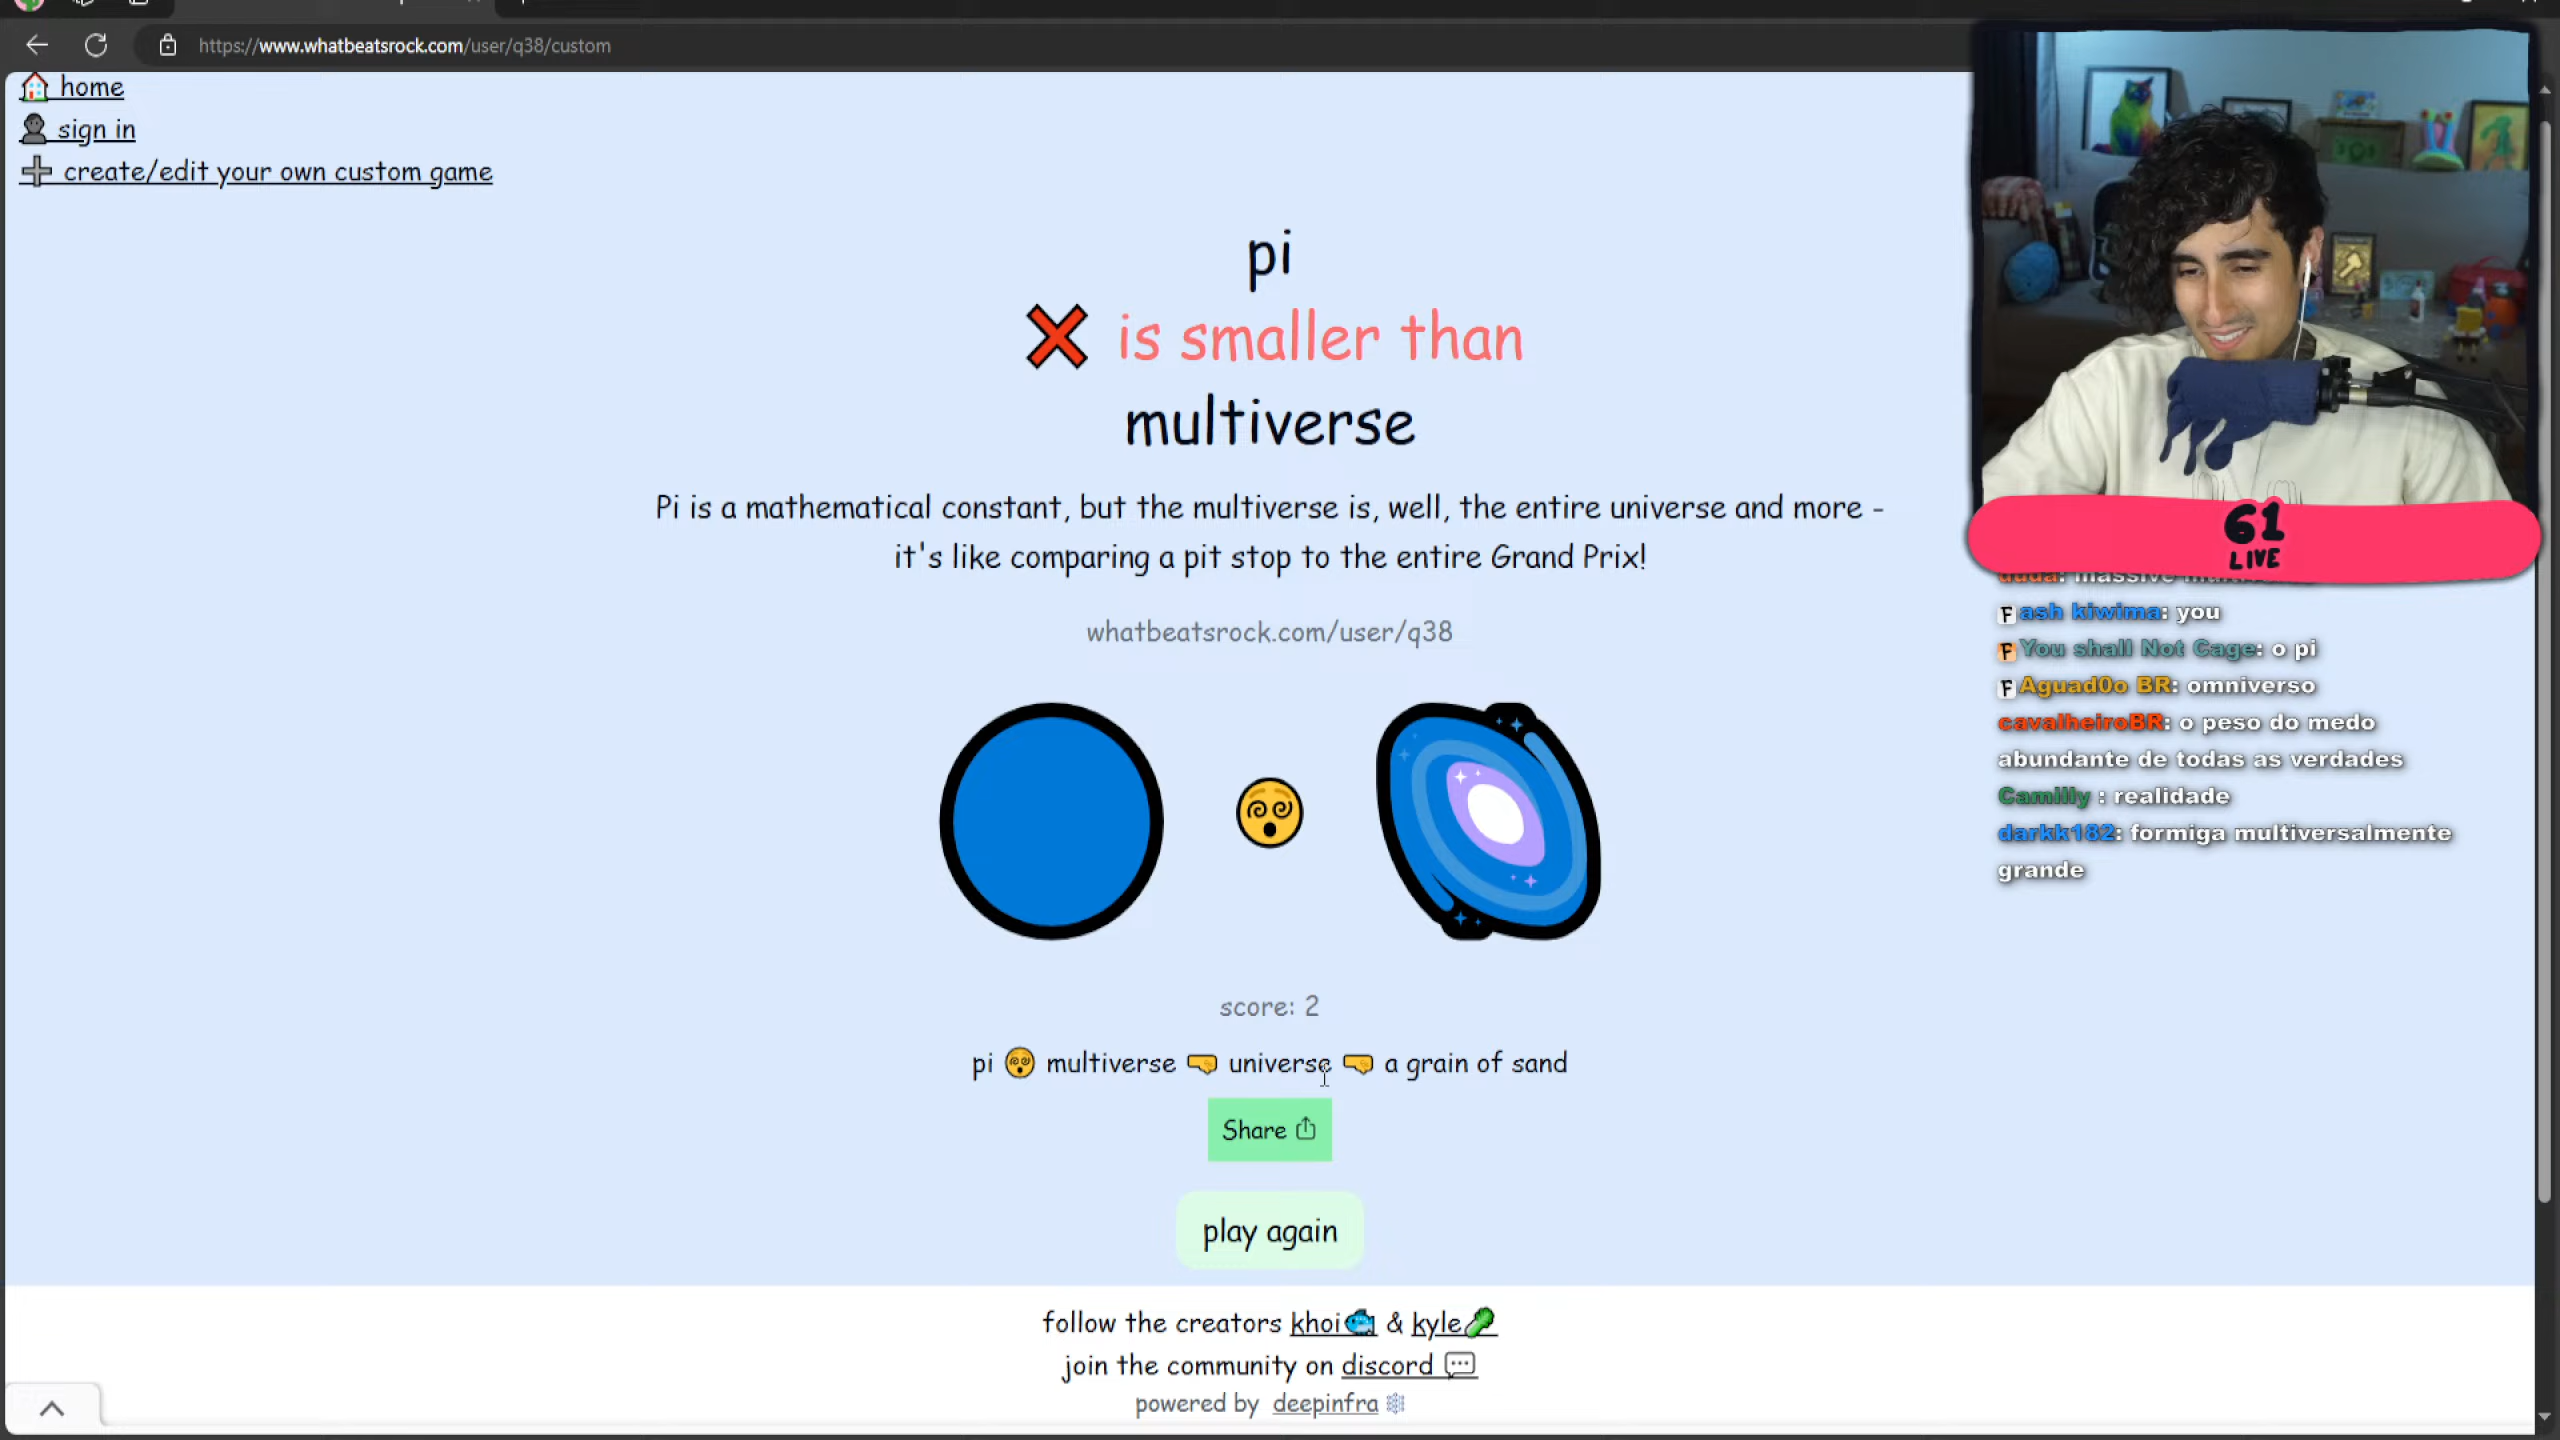 https://www.whatbeatsrock.com/user/q38/custom
home
sign in
create/edit your own custom game
pi
is smaller than
multiverse
Pi is a mathematical constant, but the multiverse is, well, the entire universe and more -
it's like comparing a pit stop to the entire Grand Prix!
whatbeatsrock.com/user/q38
score: 2
pi 😵‍💫 multiverse 🤜 universe 🤜 a grain of sand
Share
play again
follow the creators khoi🐟 & kyle🥬
join the community on discord 💬
powered by deepinfra
61
LIVE
duda: massive
ash kiwima: you
You shall Not Cage: o pi
Aguad0o BR: omniverso
cavalheiroBR: o peso do medo
abundante de todas as verdades
Camilly : realidade
darkk182: formiga multiversalmente
grande